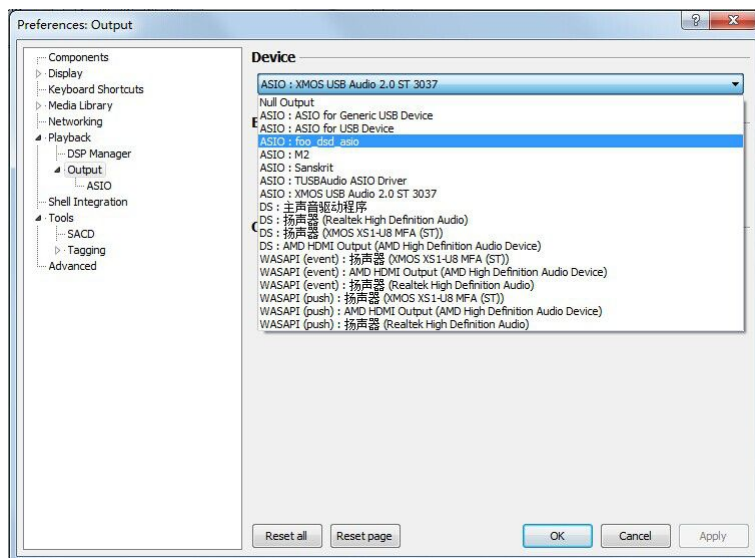 Preferences: Output
Components
Display
Keyboard Shortcuts
Media Library
Networking
Playback
DSP Manager
Output
ASIO
Shell Integration
Tools
SACD
Tagging
Advanced
Device
ASIO : XMOS USB Audio 2.0 ST 3037
Null Output
ASIO : ASIO for Generic USB Device
ASIO : ASIO for USB Device
ASIO : foo_dsd_asio
ASIO : M2
ASIO : Sanskrit
ASIO : TUSBAudio ASIO Driver
ASIO : XMOS USB Audio 2.0 ST 3037
DS : 主声音驱动程序
DS : 扬声器 (Realtek High Definition Audio)
DS : 扬声器 (XMOS XS1-U8 MFA (ST))
DS : AMD HDMI Output (AMD High Definition Audio Device)
WASAPI (event) : 扬声器 (XMOS XS1-U8 MFA (ST))
WASAPI (event) : AMD HDMI Output (AMD High Definition Audio Device)
WASAPI (event) : 扬声器 (Realtek High Definition Audio)
WASAPI (push) : 扬声器 (XMOS XS1-U8 MFA (ST))
WASAPI (push) : AMD HDMI Output (AMD High Definition Audio Device)
WASAPI (push) : 扬声器 (Realtek High Definition Audio)
Reset all Reset page OK Cancel Apply